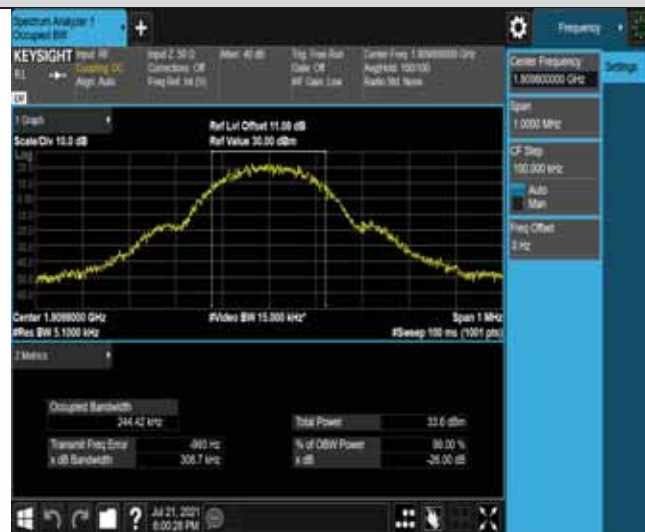 Spectrum Analyzer 1
Occupied BW
+
Frequency
KEYSIGHT Input: RF
Coupling: DC
Align: Auto
Input Z: 50 Ω
Corrections: Off
Freq Ref: Int (S)
Atten: 40 dB
Trig: Free Run
Gate: Off
#IF Gain: Low
Center Freq: 1.909800000 GHz
Avg|Hold: 100/100
Radio Std: None
Center Frequency
1.909800000 GHz
Settings
Span
1.0000 MHz
CF Step
100.000 kHz
Auto
Man
Freq Offset
0 Hz
1 Graph
Scale/Div 10.0 dB
Ref Lvl Offset 11.08 dB
Ref Value 30.00 dBm
Log
Center 1.9098000 GHz
#Res BW 5.1000 kHz
#Video BW 15.000 kHz*
Span 1 MHz
#Sweep 100 ms (1001 pts)
2 Metrics
Occupied Bandwidth
244.42 kHz
Total Power 33.6 dBm
Transmit Freq Error
% of OBW Power 99.00 %
x dB Bandwidth 306.7 kHz
x dB -26.00 dB
?
Jul 21, 2021
6:00:28 PM